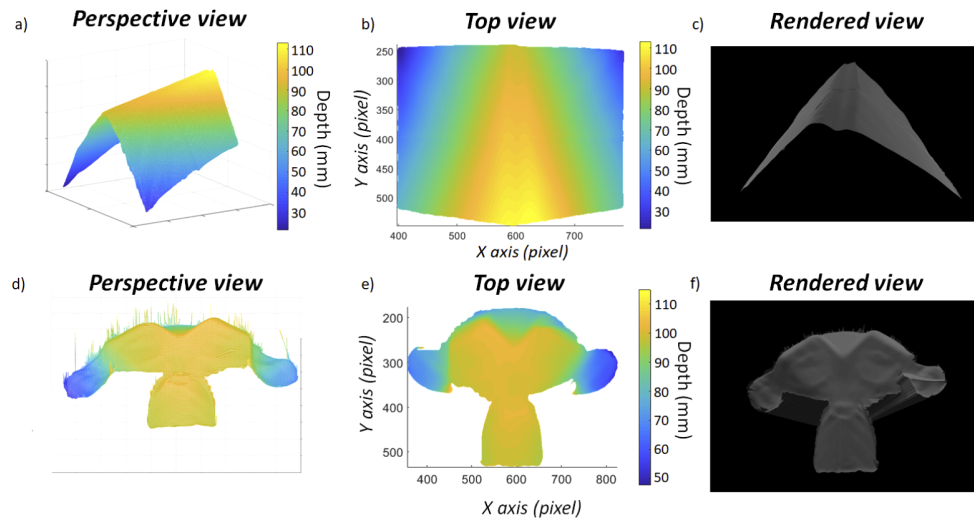 Perspective view
Top view
Rendered view
a)
b)
c)
110
100
90
80
70
60
50
40
30
Depth (mm)
250
300
350
400
450
500
Y axis (pixel)
400
500
600
700
X axis (pixel)
110
100
90
80
70
60
50
40
30
Depth (mm)
Perspective view
Top view
Rendered view
d)
e)
f)
200
300
400
500
Y axis (pixel)
400
500
600
700
800
X axis (pixel)
110
100
90
80
70
60
50
Depth (mm)